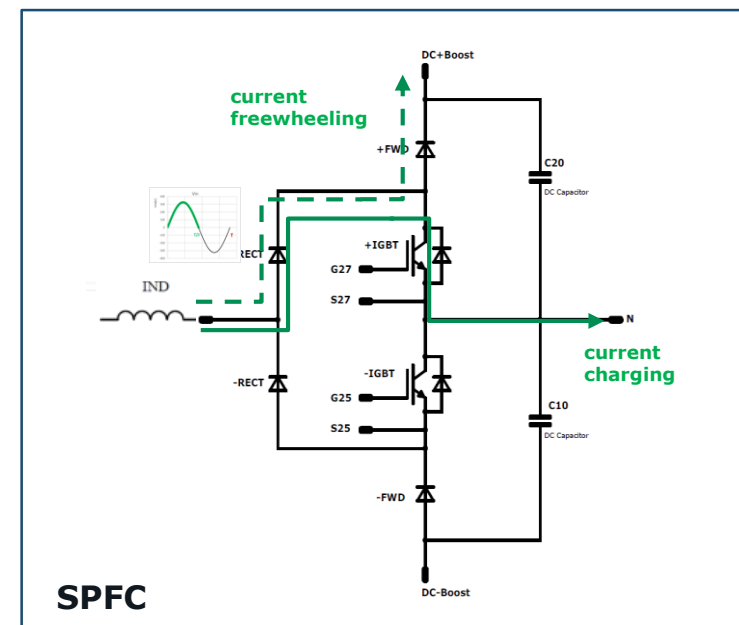 DC+Boost
current
freewheeling
+FWD
C20
DC Capacitor
+IGBT
RECT
G27
IND
S27
N
current
charging
-IGBT
-RECT
G25
C10
S25
DC Capacitor
-FWD
SPFC
DC-Boost